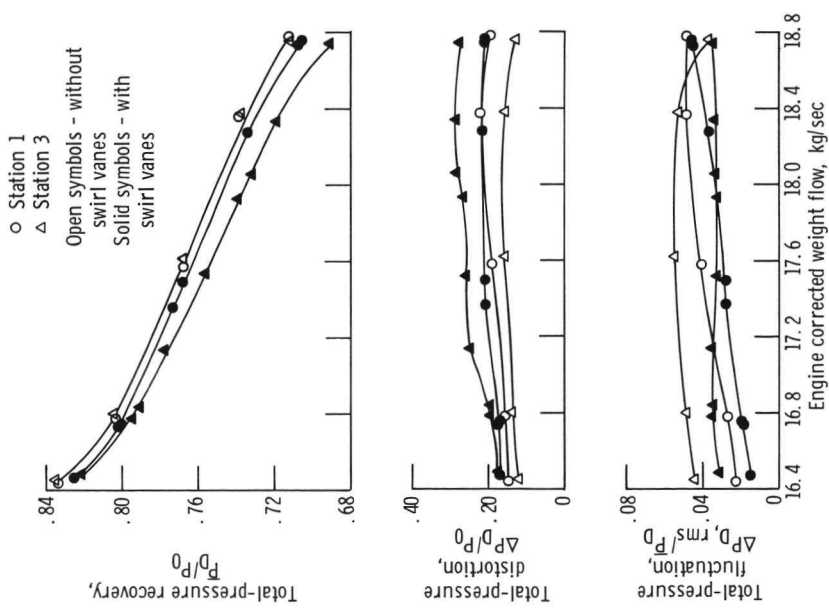 ○ Station 1
△ Station 3
Open symbols - without
swirl vanes
Solid symbols - with
swirl vanes
Total-pressure recovery,
P̅D/P0
.84
.80
.76
.72
.68
Total-pressure
distortion,
ΔPD/P0
.40
.20
0
Total-pressure
fluctuation,
ΔPD, rms/P̅D
.08
.04
0
16.4
16.8
17.2
17.6
18.0
18.4
18.8
Engine corrected weight flow, kg/sec